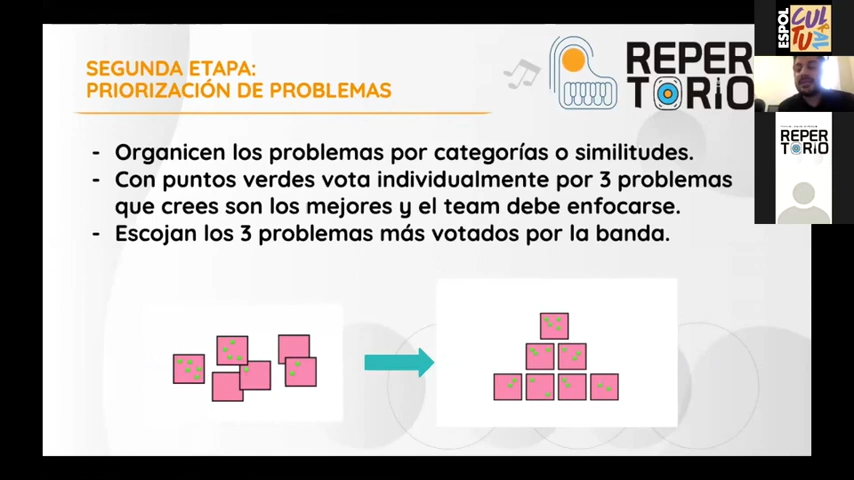 SEGUNDA ETAPA:
PRIORIZACIÓN DE PROBLEMAS
REPER
TORIO
- Organicen los problemas por categorías o similitudes.
- Con puntos verdes vota individualmente por 3 problemas
que crees son los mejores y el team debe enfocarse.
- Escojan los 3 problemas más votados por la banda.
ESPOL
CUL
TU
REPER
TORIO